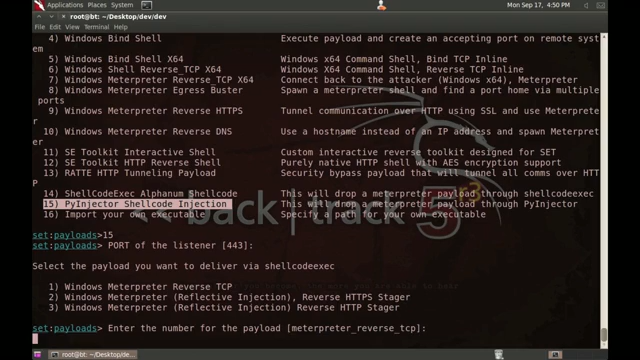 Applications Places System
Mon Sep 17, 4:50 PM
root@bt: ~/Desktop/dev/dev
File Edit View Terminal Help
4) Windows Bind Shell Execute payload and create an accepting port on remote syst
em
5) Windows Bind Shell X64 Windows x64 Command Shell, Bind TCP Inline
6) Windows Shell Reverse_TCP X64 Windows X64 Command Shell, Reverse TCP Inline
7) Windows Meterpreter Reverse_TCP X64 Connect back to the attacker (Windows x64), Meterpreter
8) Windows Meterpreter Egress Buster Spawn a meterpreter shell and find a port home via multiple
ports
9) Windows Meterpreter Reverse HTTPS Tunnel communication over HTTP using SSL and use Meterprete
r
10) Windows Meterpreter Reverse DNS Use a hostname instead of an IP address and spawn Meterpret
er
11) SE Toolkit Interactive Shell Custom interactive reverse toolkit designed for SET
12) SE Toolkit HTTP Reverse Shell Purely native HTTP shell with AES encryption support
13) RATTE HTTP Tunneling Payload Security bypass payload that will tunnel all comms over HTT
P
14) ShellCodeExec Alphanum Shellcode This will drop a meterpreter payload through shellcodeexec
15) PyInjector Shellcode Injection This will drop a meterpreter payload through PyInjector
16) Import your own executable Specify a path for your own executable
<< back | track 5 r3
set:payloads>15
set:payloads> PORT of the listener [443]:
Select the payload you want to deliver via shellcodeexec
1) Windows Meterpreter Reverse TCP
2) Windows Meterpreter (Reflective Injection), Reverse HTTPS Stager
3) Windows Meterpreter (Reflective Injection) Reverse HTTP Stager
set:payloads> Enter the number for the payload [meterpreter_reverse_tcp]:
root@bt: ~/Desktop/de...